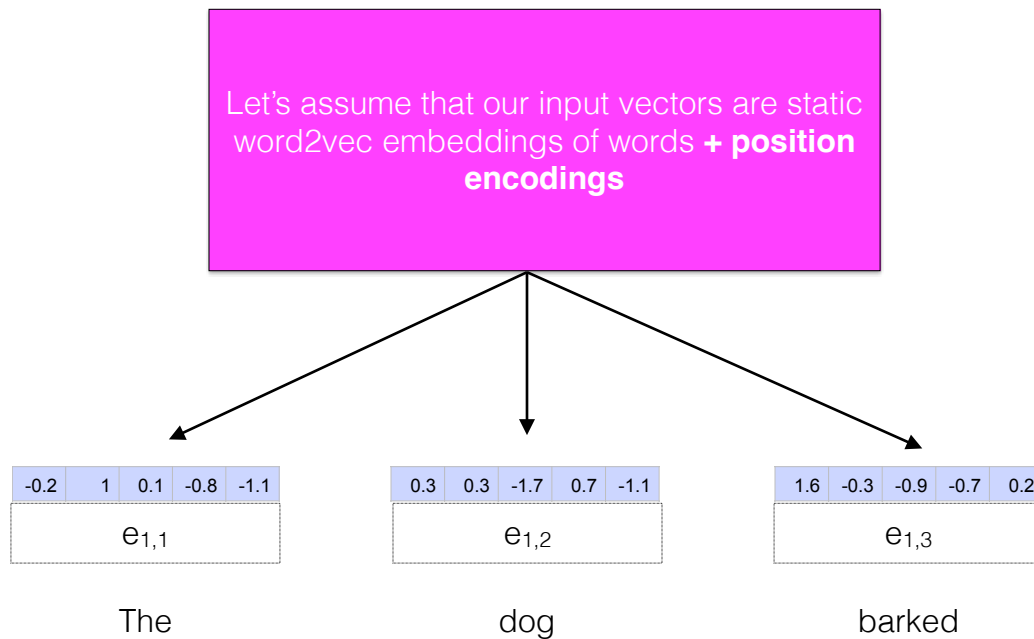 Let's assume that our input vectors are static
word2vec embeddings of words + position
encodings
-0.2 1 0.1 -0.8 -1.1
0.3 0.3 -1.7 0.7 -1.1
1.6 -0.3 -0.9 -0.7 0.2
e1,1
e1,2
e1,3
The
dog
barked